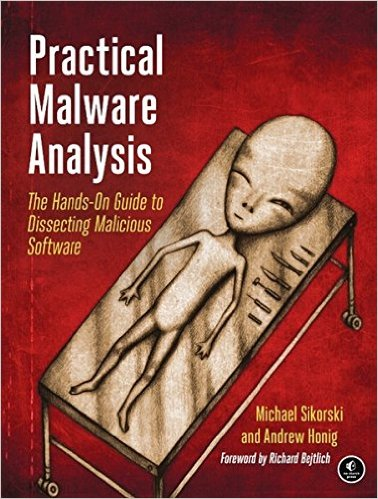 Practical
Malware
Analysis
The Hands-On Guide to
Dissecting Malicious
Software
Michael Sikorski
and Andrew Honig
Foreword by Richard Bejtlich